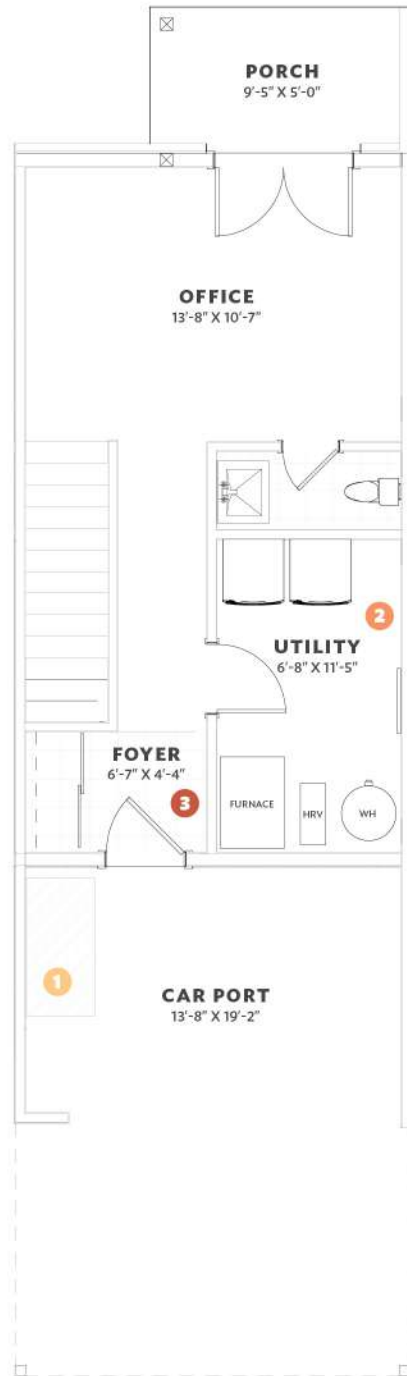 PORCH
9'-5" X 5'-0"
OFFICE
13'-8" X 10'-7"
2
UTILITY
6'-8" X 11'-5"
FOYER
6'-7" X 4'-4"
3
FURNACE
HRV
WH
1
CAR PORT
13'-8" X 19'-2"